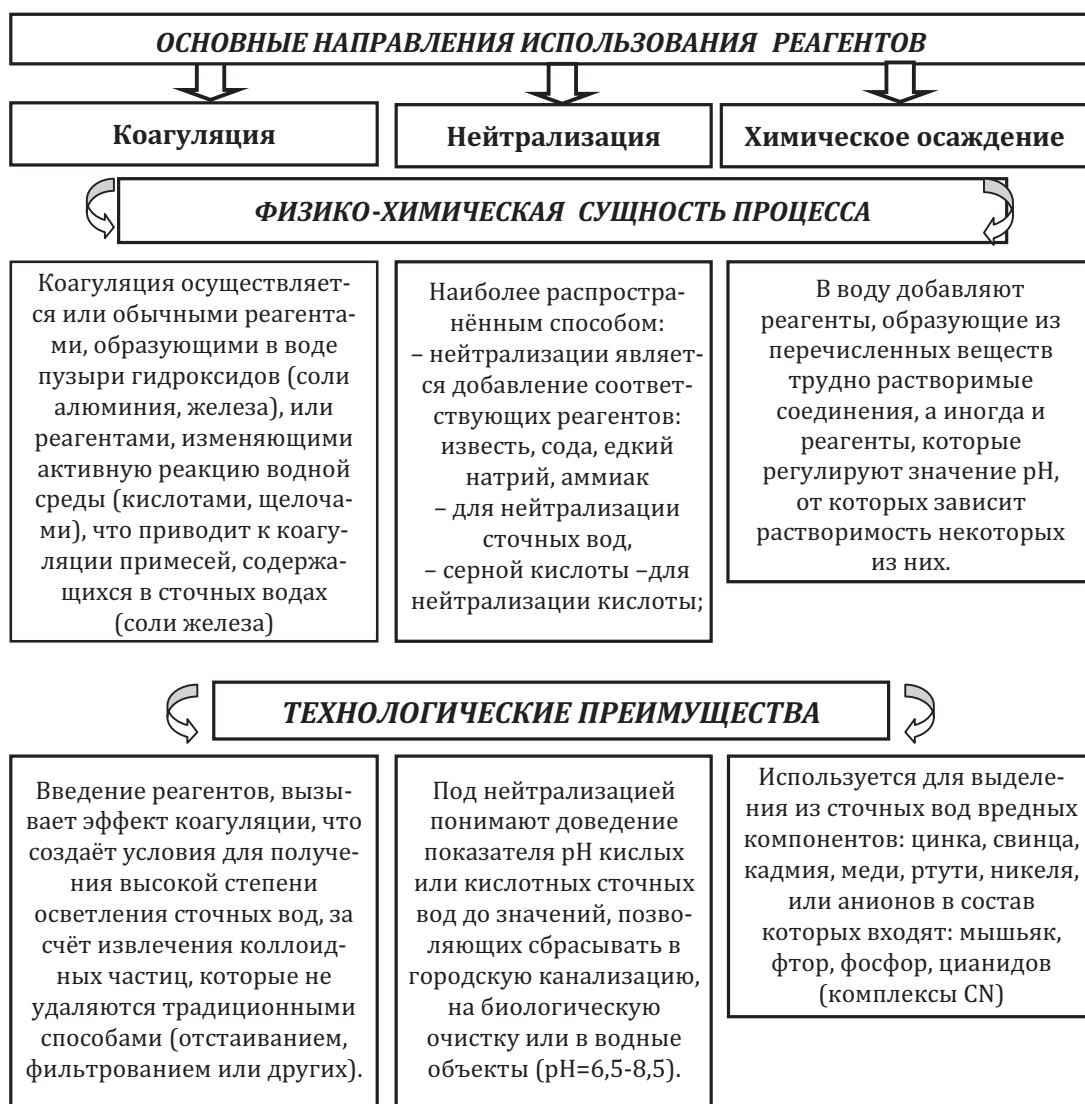 ОСНОВНЫЕ НАПРАВЛЕНИЯ ИСПОЛЬЗОВАНИЯ РЕАГЕНТОВ
Коагуляция
Нейтрализация
Химическое осаждение
ФИЗИКО-ХИМИЧЕСКАЯ СУЩНОСТЬ ПРОЦЕССА
Коагуляция осуществляет-
ся или обычными реагента-
ми, образующими в воде
пузыри гидроксидов (соли
алюминия, железа), или
реагентами, изменяющими
активную реакцию водной
среды (кислотами, щелоча-
ми), что приводит к коагу-
ляции примесей, содержа-
щихся в сточных водах
(соли железа)
Наиболее распростра-
нённым способом:
– нейтрализации являет-
ся добавление соответ-
ствующих реагентов:
известь, сода, едкий
натрий, аммиак
– для нейтрализации
сточных вод,
– серной кислоты –для
нейтрализации кислоты;
В воду добавляют
реагенты, образующие из
перечисленных веществ
трудно растворимые
соединения, а иногда и
реагенты, которые
регулируют значение pH,
от которых зависит
растворимость некоторых
из них.
ТЕХНОЛОГИЧЕСКИЕ ПРЕИМУЩЕСТВА
Введение реагентов, вызы-
вает эффект коагуляции, что
создаёт условия для получе-
ния высокой степени
осветления сточных вод, за
счёт извлечения коллоид-
ных частиц, которые не
удаляются традиционными
способами (отстаиванием,
фильтрованием или других).
Под нейтрализацией
понимают доведение
показателя pH кислых
или кислотных сточных
вод до значений, позво-
ляющих сбрасывать в
городскую канализацию,
на биологическую
очистку или в водные
объекты (pH=6,5-8,5).
Используется для выделе-
ния из сточных вод вредных
компонентов: цинка, свинца,
кадмия, меди, ртути, никеля,
или анионов в состав
которых входят: мышьяк,
фтор, фосфор, цианидов
(комплексы CN)